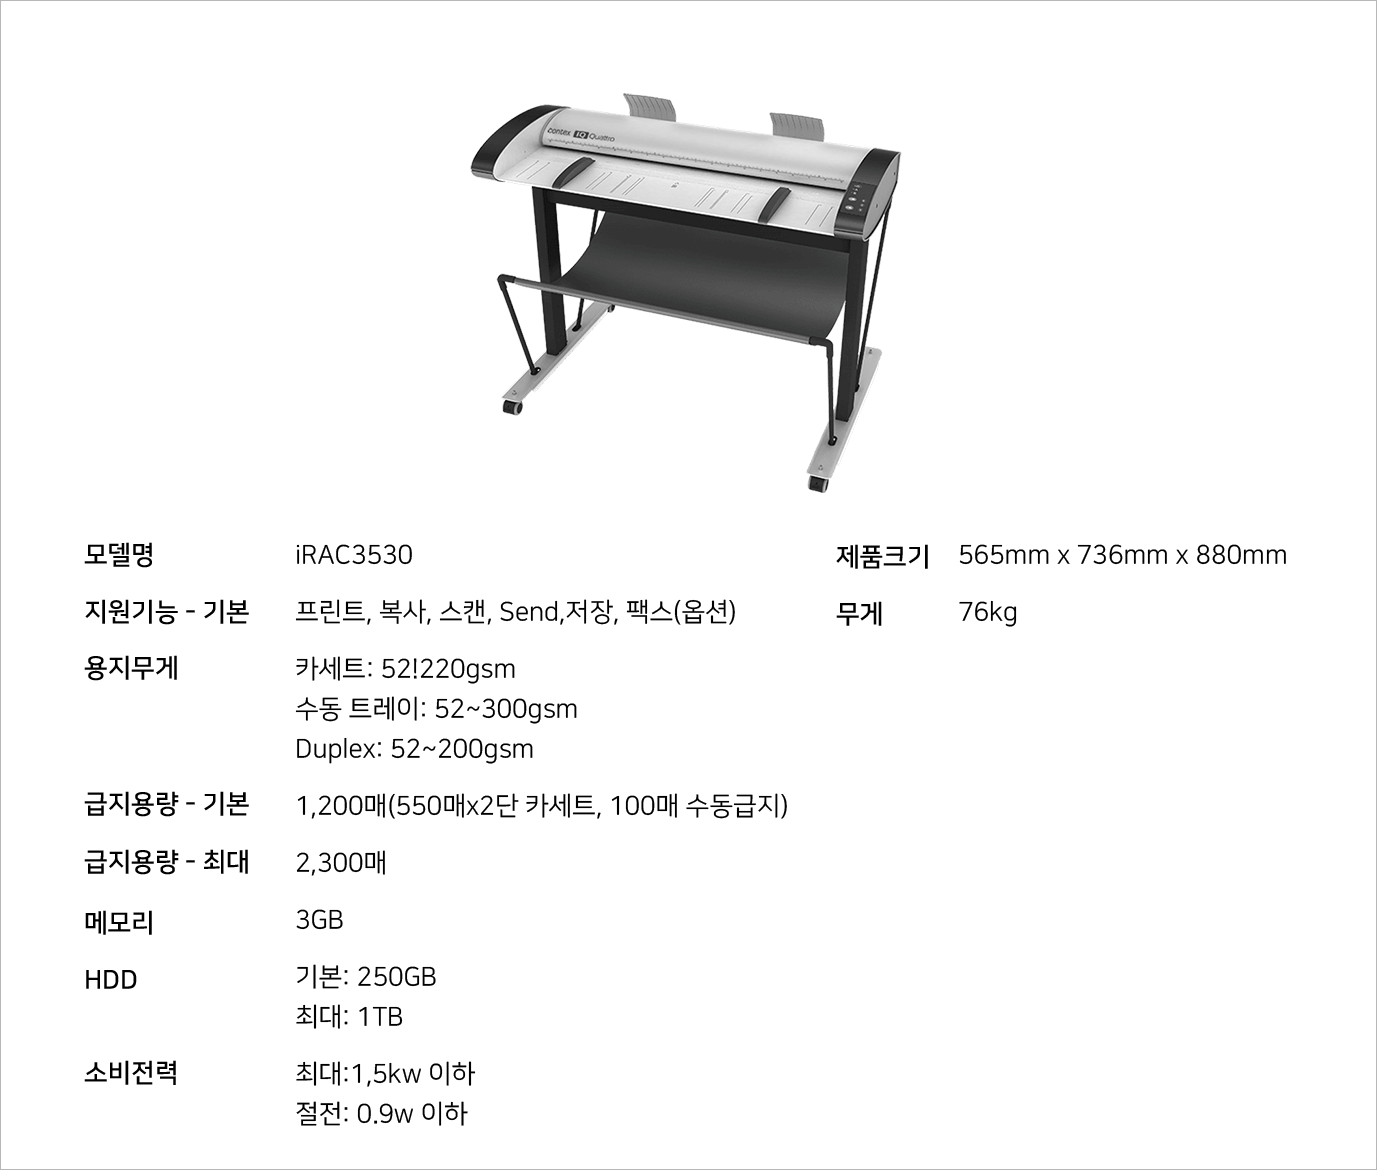 contex IQ Quattro
모델명 iRAC3530
제품크기 565mm x 736mm x 880mm
지원기능 - 기본 프린트, 복사, 스캔, Send,저장, 팩스(옵션)
무게 76kg
용지무게 카세트: 52!220gsm
수동 트레이: 52~300gsm
Duplex: 52~200gsm
급지용량 - 기본 1,200매(550매x2단 카세트, 100매 수동급지)
급지용량 - 최대 2,300매
메모리 3GB
HDD 기본: 250GB
최대: 1TB
소비전력 최대:1,5kw 이하
절전: 0.9w 이하